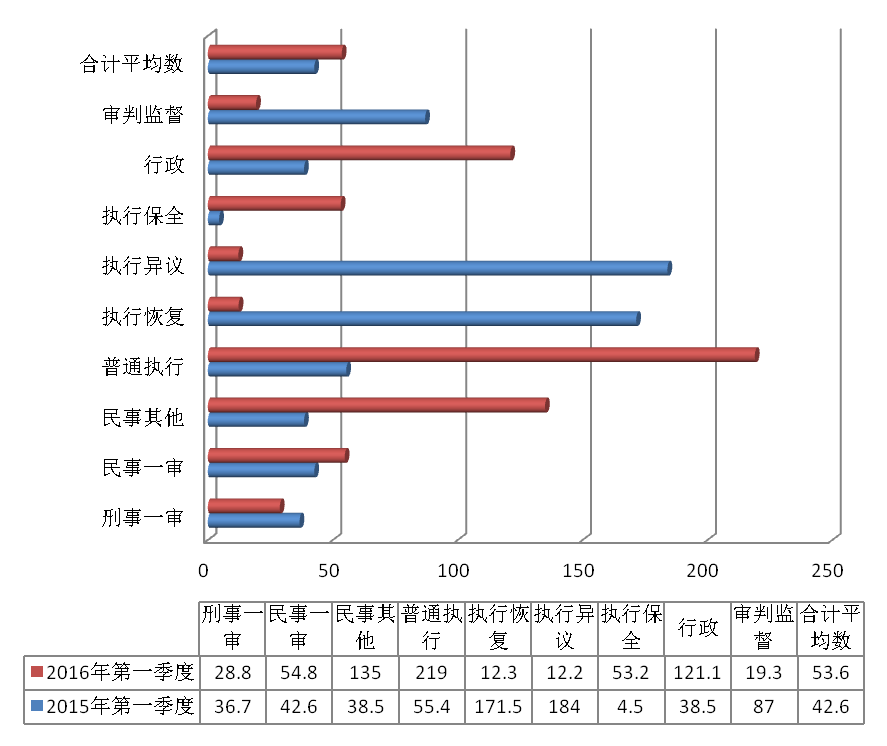 合计平均数
审判监督
行政
执行保全
执行异议
执行恢复
普通执行
民事其他
民事一审
刑事一审
0 50 100 150 200 250
刑事一审 民事一审 民事其他 普通执行 执行恢复 执行异议 执行保全 行政 审判监督 合计平均数
2016年第一季度 28.8 54.8 135 219 12.3 12.2 53.2 121.1 19.3 53.6
2015年第一季度 36.7 42.6 38.5 55.4 171.5 184 4.5 38.5 87 42.6